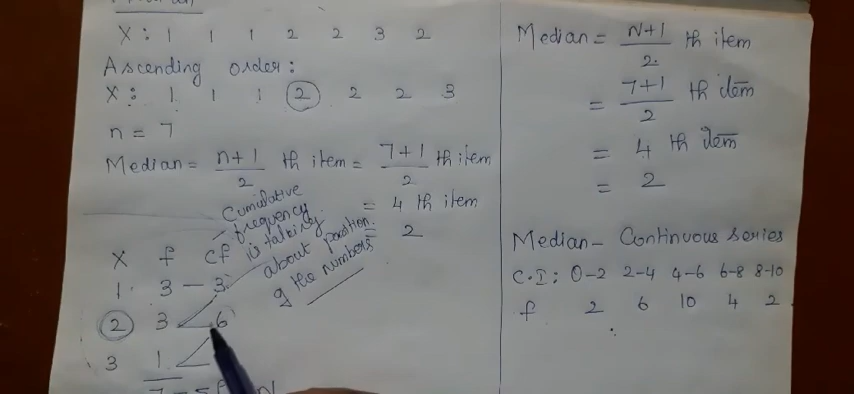 X : 1 1 1 2 2 3 2
Ascending order :
X : 1 1 1 2 2 2 3
n = 7
Median = n+1/2 th item = 7+1/2 th item
= 4 th item
= 2
Cumulative
frequency
is talking
about position
of the numbers
X f cf
1 3 3
2 3 6
3 1
7
Median = N+1/2 th item
= 7+1/2 th item
= 4 th item
= 2
Median - Continuous series
C.I : 0-2 2-4 4-6 6-8 8-10
f 2 6 10 4 2